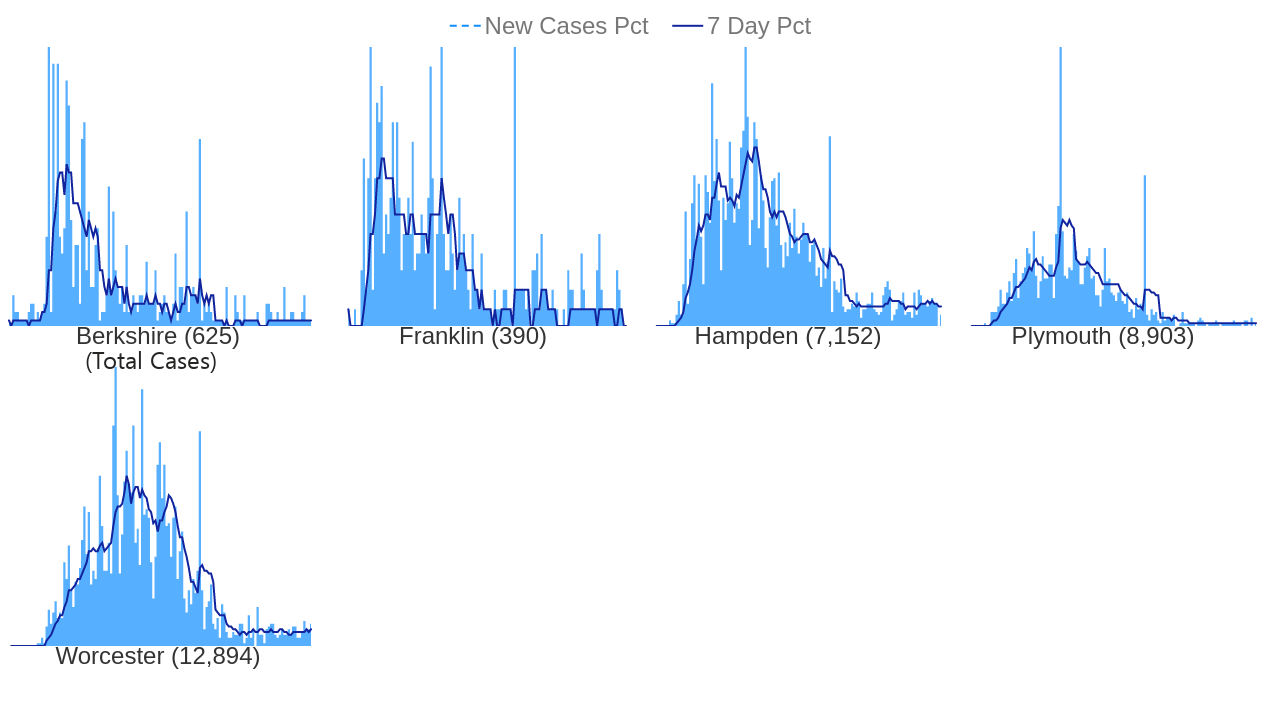 New Cases Pct 7 Day Pct
Berkshire (625) Franklin (390) Hampden (7,152) Plymouth (8,903)
(Total Cases)
Worcester (12,894)